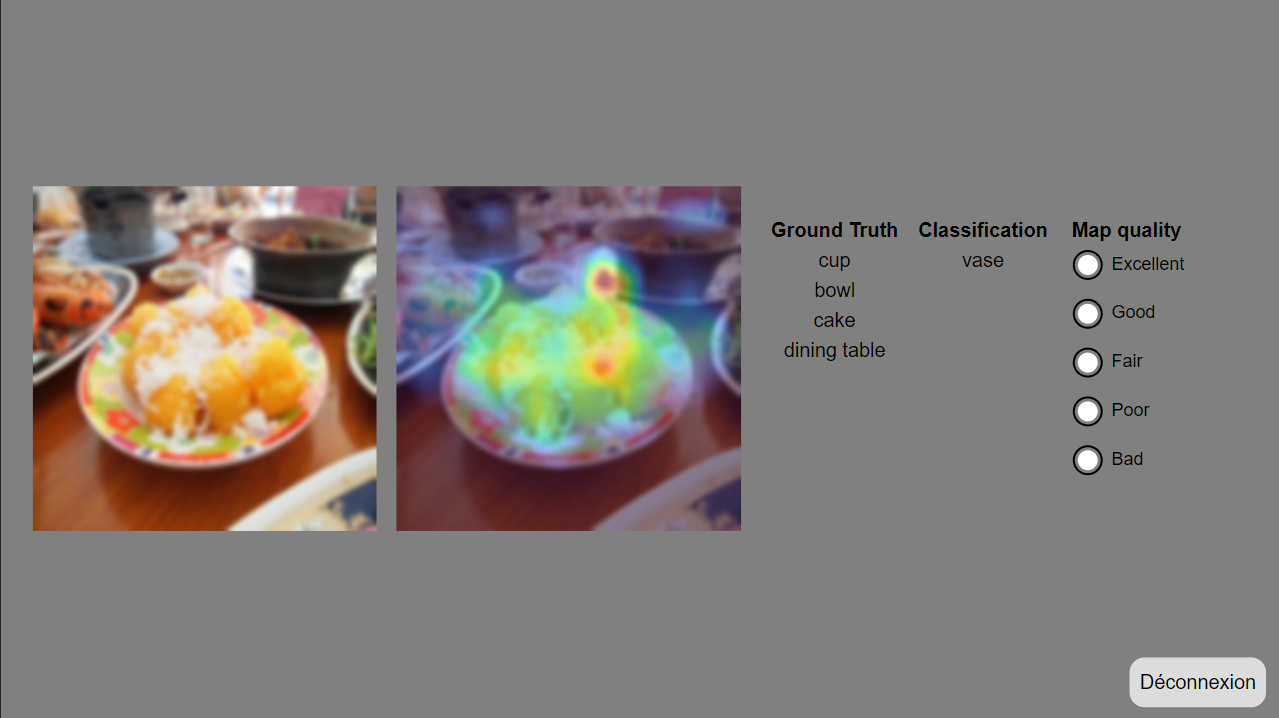 Ground Truth
Classification
Map quality
cup
vase
Excellent
bowl
Good
cake
dining table
Fair
Poor
Bad
Déconnexion